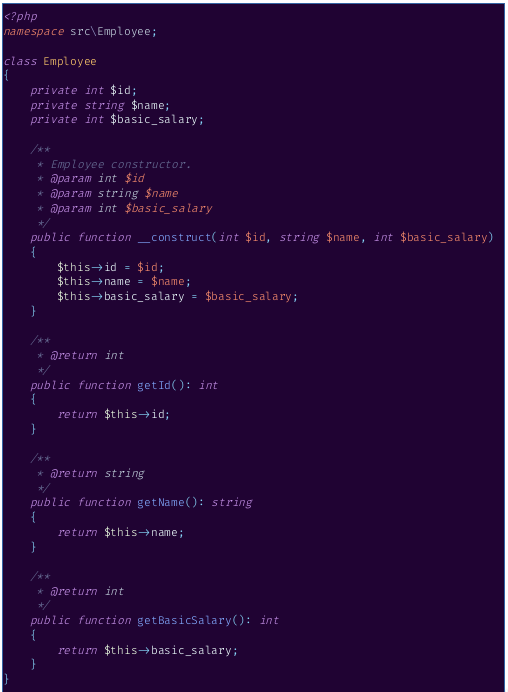 <?php
namespace src\Employee;

class Employee
{
    private int $id;
    private string $name;
    private int $basic_salary;

    /**
     * Employee constructor.
     * @param int $id
     * @param string $name
     * @param int $basic_salary
     */
    public function __construct(int $id, string $name, int $basic_salary)
    {
        $this->id = $id;
        $this->name = $name;
        $this->basic_salary = $basic_salary;
    }

    /**
     * @return int
     */
    public function getId(): int
    {
        return $this->id;
    }

    /**
     * @return string
     */
    public function getName(): string
    {
        return $this->name;
    }

    /**
     * @return int
     */
    public function getBasicSalary(): int
    {
        return $this->basic_salary;
    }
}